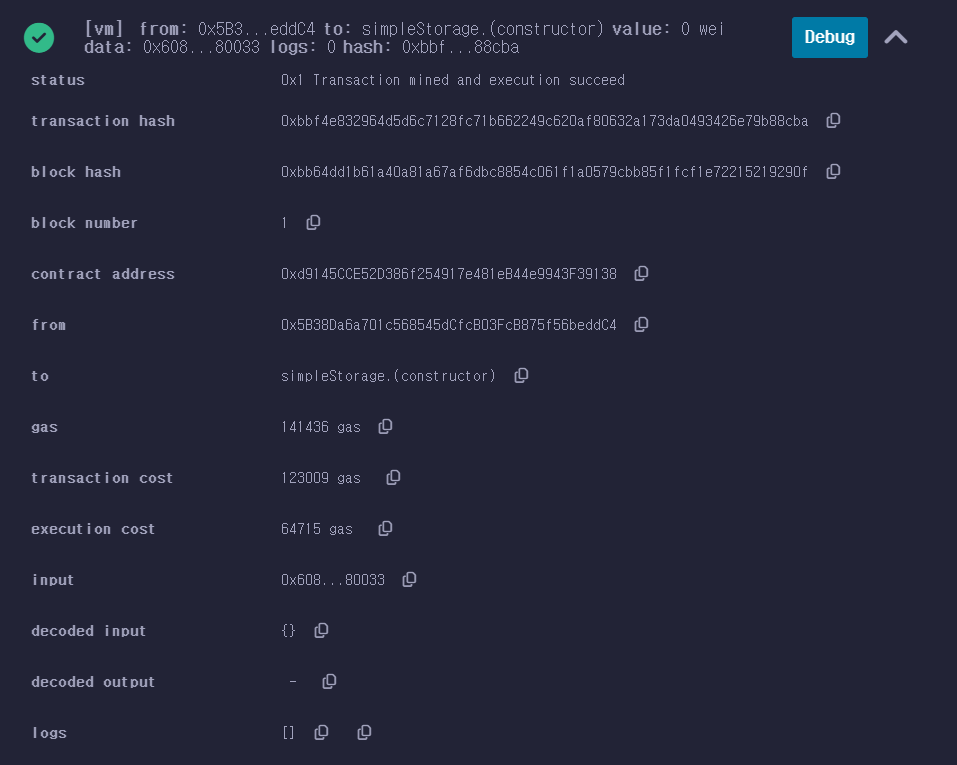 [vm] from: 0x5B3...eddC4 to: simpleStorage.(constructor) value: 0 wei
data: 0x608...80033 logs: 0 hash: 0xbbf...88cba
Debug
status 0x1 Transaction mined and execution succeed
transaction hash 0xbbf4e832964d5d6c7128fc71b662249c620af80632a173da0493426e79b88cba
block hash 0xbb64dd1b61a40a81a67af6dbc8854c061f1a0579cbb85f1fcf1e72215219290f
block number 1
contract address 0xd9145CCE52D386f254917e481eB44e9943F39138
from 0x5B38Da6a701c568545dCfcB03FcB875f56beddC4
to simpleStorage.(constructor)
gas 141436 gas
transaction cost 123009 gas
execution cost 64715 gas
input 0x608...80033
decoded input {}
decoded output -
logs []